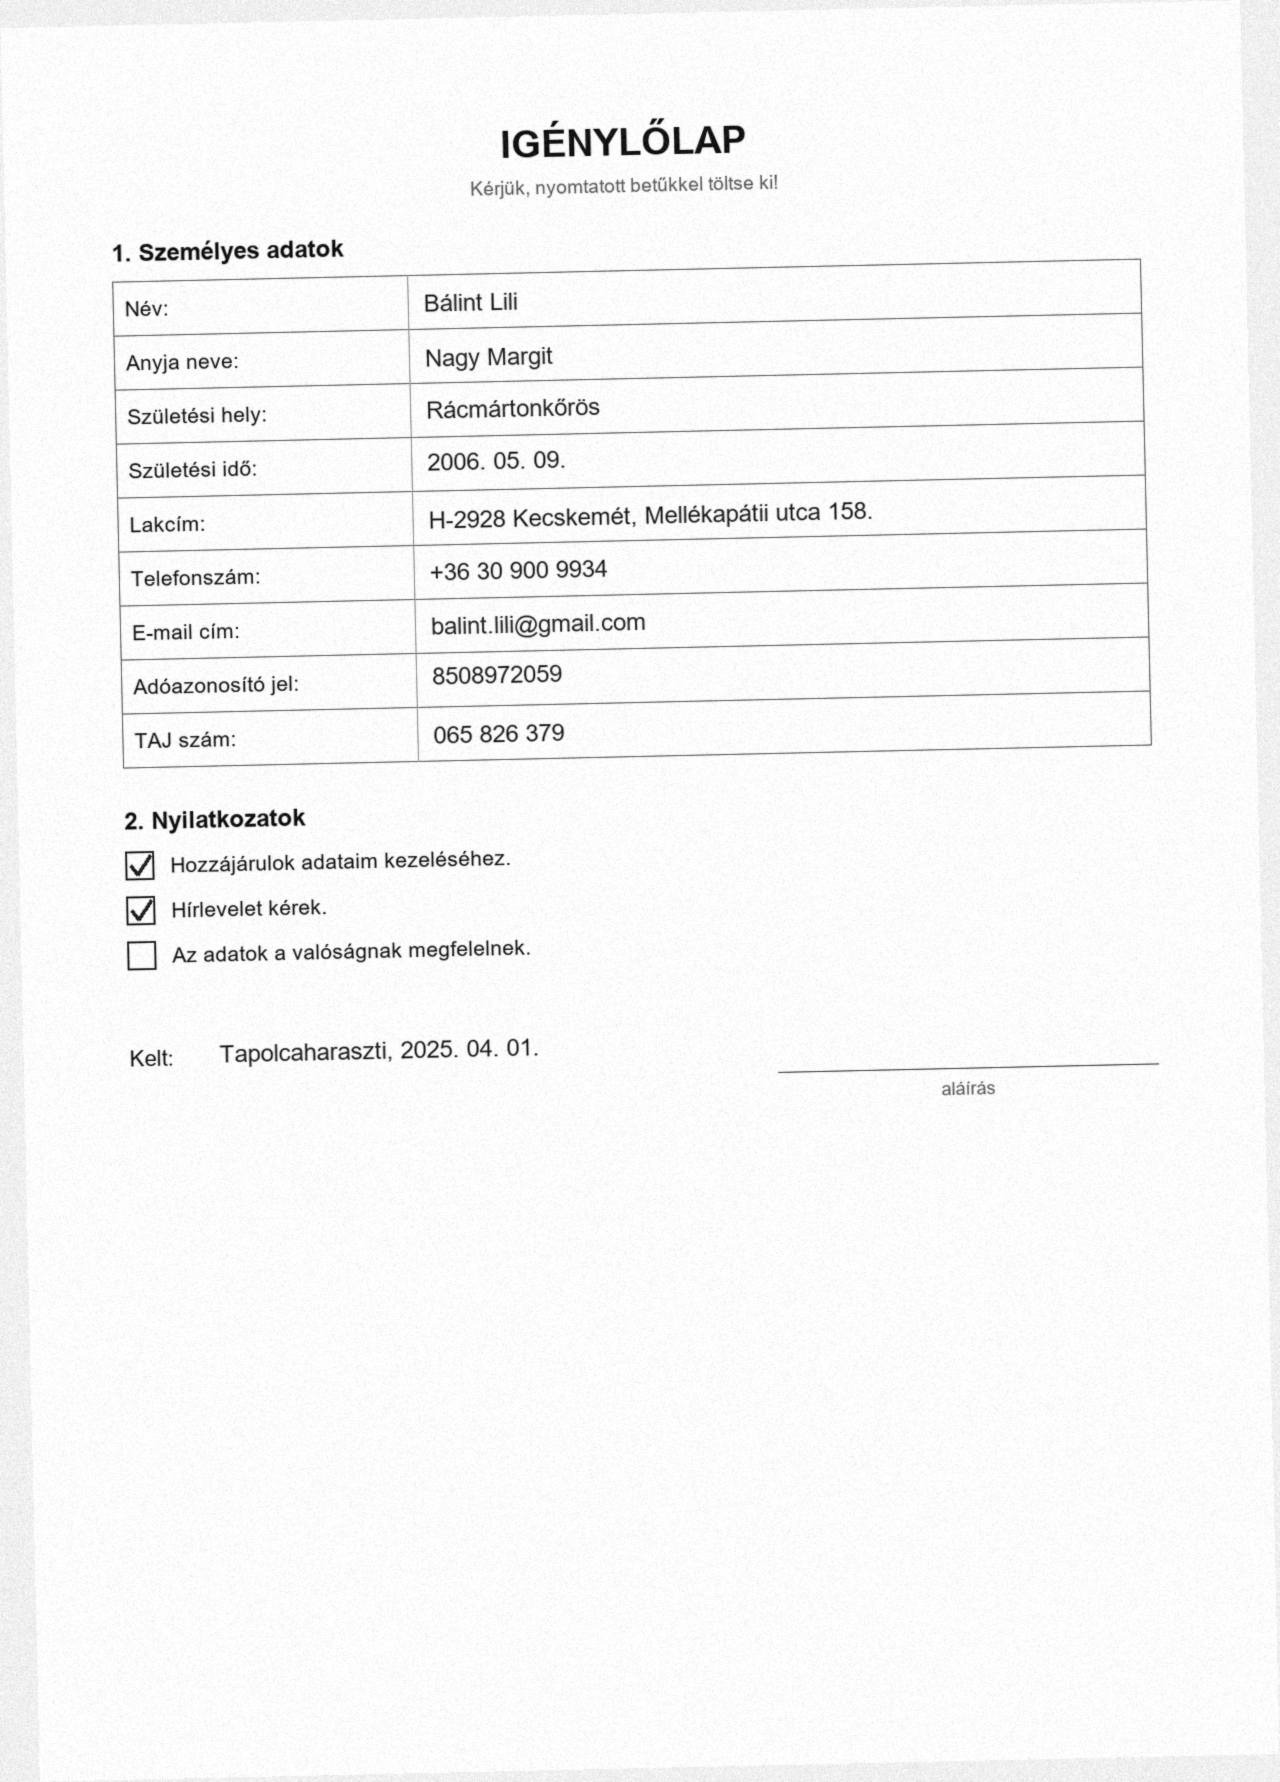 IGÉNYLŐLAP
Kérjük, nyomtatott betűkkel töltse ki!
1. Személyes adatok
Név: Bálint Lili
Anyja neve: Nagy Margit
Születési hely: Rácmártonkőrös
Születési idő: 2006. 05. 09.
Lakcím: H-2928 Kecskemét, Mellékapátii utca 158.
Telefonszám: +36 30 900 9934
E-mail cím: balint.lili@gmail.com
Adóazonosító jel: 8508972059
TAJ szám: 065 826 379
2. Nyilatkozatok
Hozzájárulok adataim kezeléséhez.
Hírlevelet kérek.
Az adatok a valóságnak megfelelnek.
Kelt: Tapolcaharaszti, 2025. 04. 01.
aláírás